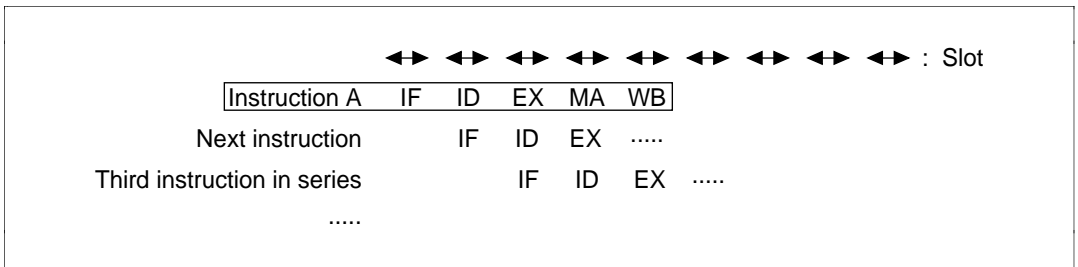 : Slot
Instruction A IF ID EX MA WB
Next instruction IF ID EX .....
Third instruction in series IF ID EX .....
.....